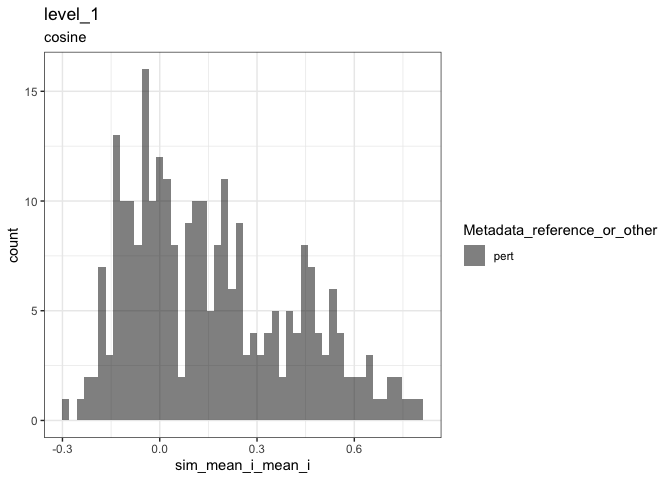 level_1
cosine
15
10
5
0
count
-0.3 0.0 0.3 0.6
sim_mean_i_mean_i
Metadata_reference_or_other
pert